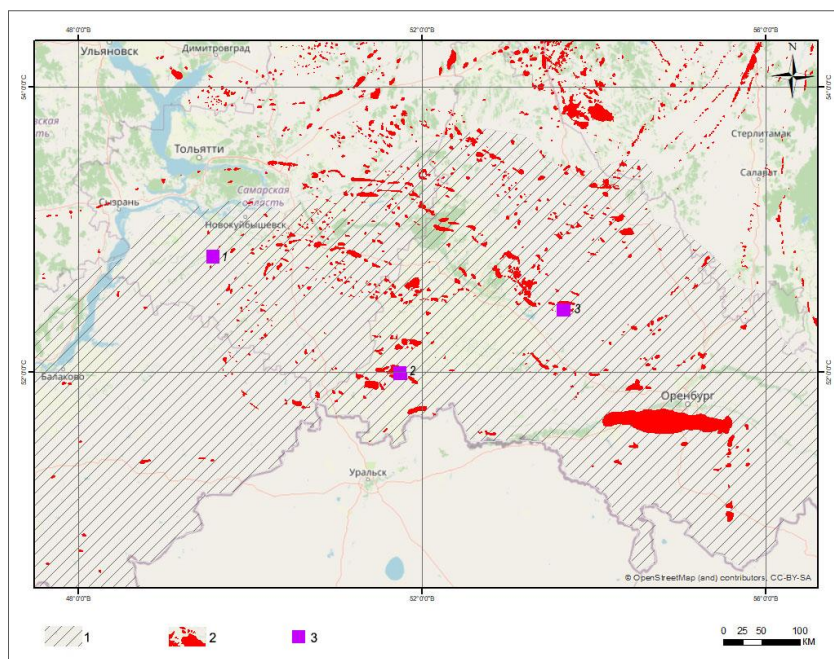 48°0'0"В 52°0'0"В 56°0'0"В
Ульяновск
Димитровград
N
54°0'0"С
54°0'0"С
Стерлитамак
Тольятти
Салават
Самарская
область
Сызрань
Новокуйбышевск
1
3
2
52°0'0"С
52°0'0"С
Балаково
Оренбург
Уральск
© OpenStreetMap (and) contributors, CC-BY-SA
48°0'0"В 52°0'0"В 56°0'0"В
1 2 3
0 25 50 100
КМ